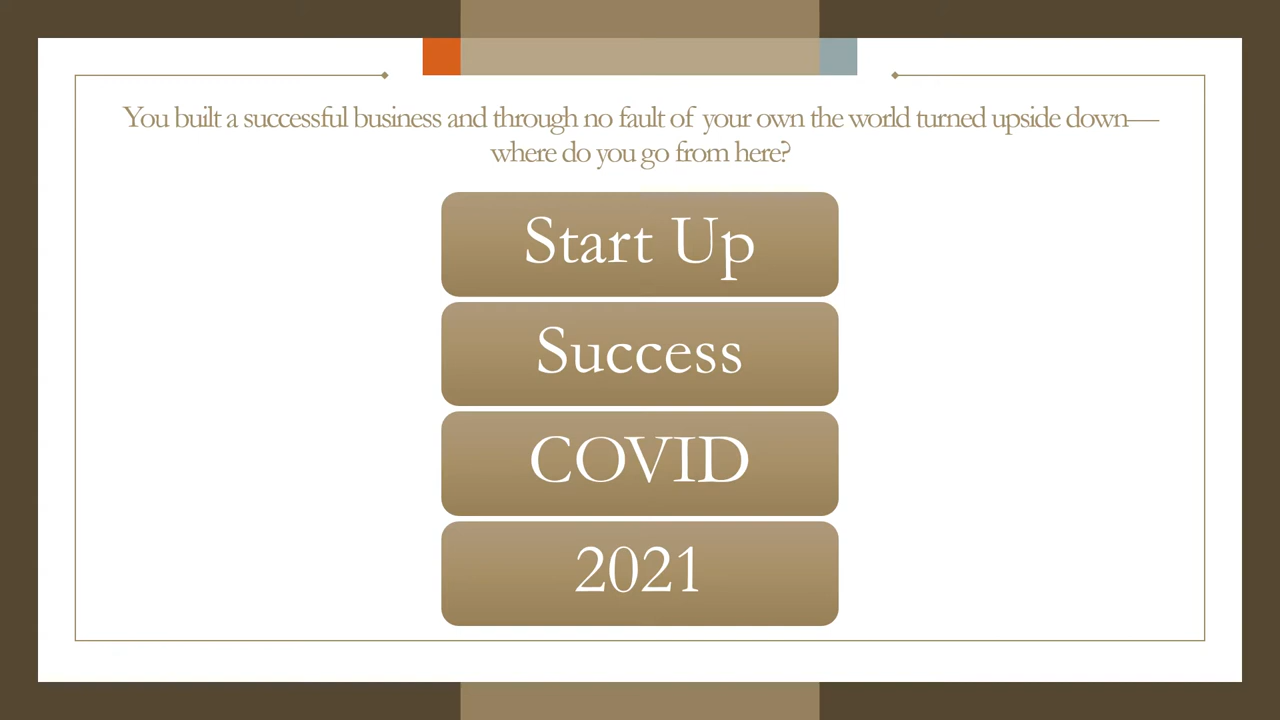 You built a successful business and through no fault of your own the world turned upside down—
where do you go from here?
Start Up
Success
COVID
2021